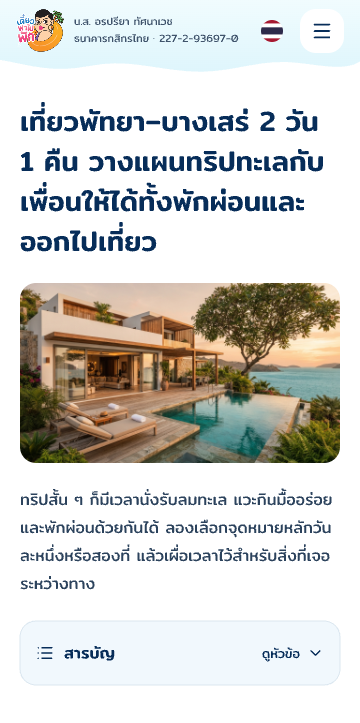 เที่ยว
พาไป
พัก
น.ส. อรปรียา ทัศนาเวช
ธนาคารกสิกรไทย · 227-2-93697-0
เที่ยวพัทยา–บางเสร่ 2 วัน
1 คืน วางแผนทริปทะเลกับ
เพื่อนให้ได้ทั้งพักผ่อนและ
ออกไปเที่ยว
ทริปสั้น ๆ ก็มีเวลานั่งรับลมทะเล แวะกินมื้ออร่อย
และพักผ่อนด้วยกันได้ ลองเลือกจุดหมายหลักวัน
ละหนึ่งหรือสองที่ แล้วเผื่อเวลาไว้สำหรับสิ่งที่เจอ
ระหว่างทาง
สารบัญ ดูหัวข้อ